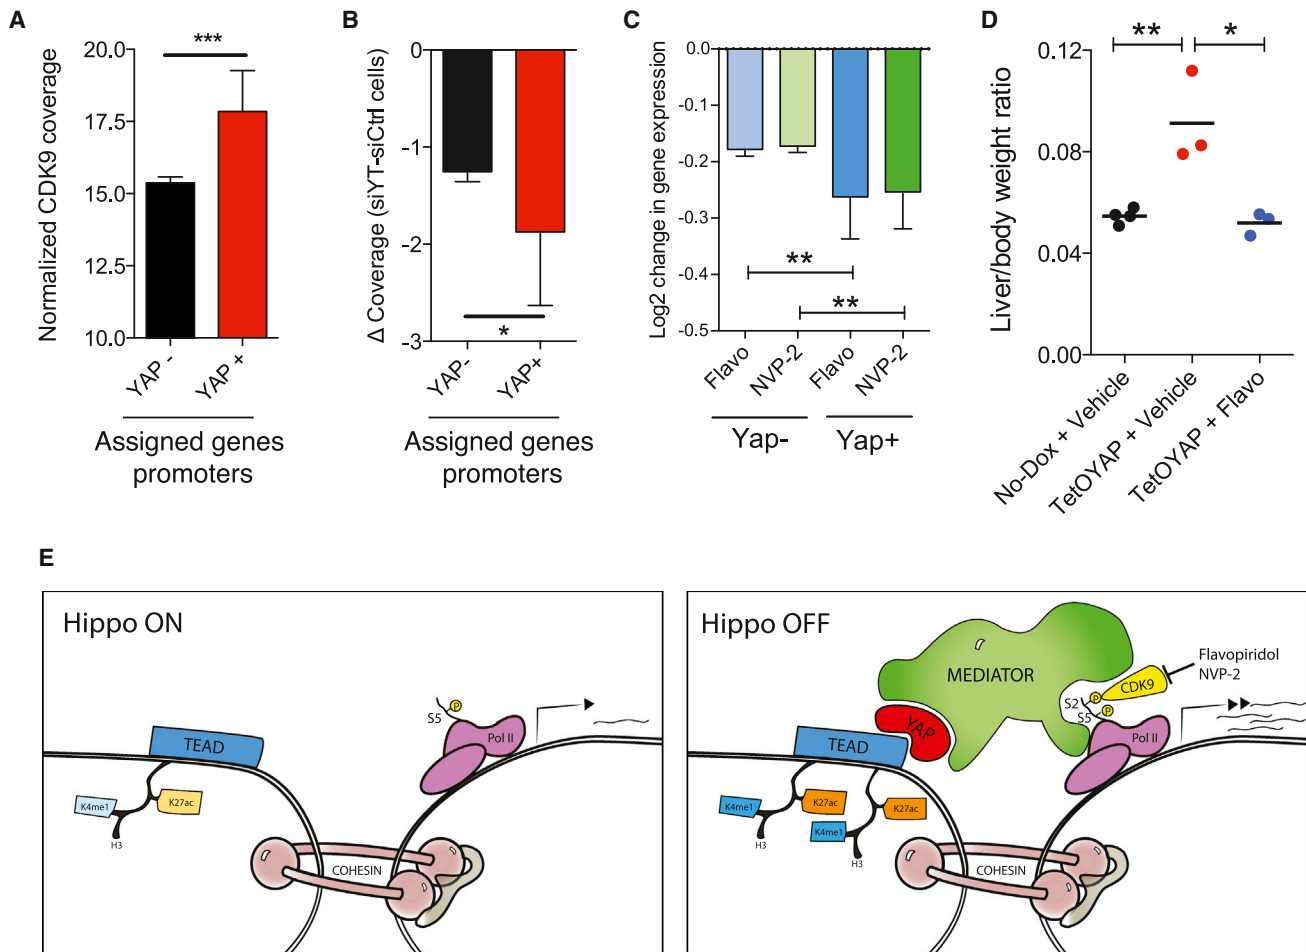 A
Normalized CDK9 coverage
20.0
17.5
15.0
12.5
10.0
***
YAP -
YAP +
Assigned genes
promoters
B
Δ Coverage (siYT-siCtrl cells)
0
-1
-2
-3
*
YAP-
YAP+
Assigned genes
promoters
C
Log2 change in gene expression
0.0
-0.1
-0.2
-0.3
-0.4
-0.5
**
**
Flavo
NVP-2
Flavo
NVP-2
Yap-
Yap+
D
Liver/body weight ratio
0.12
0.08
0.04
0.00
**
*
No-Dox + Vehicle
TetOYAP + Vehicle
TetOYAP + Flavo
E
Hippo ON
TEAD
K4me1
K27ac
H3
S5
P
Pol II
COHESIN
Hippo OFF
MEDIATOR
YAP
TEAD
K4me1
K27ac
H3
K4me1
K27ac
H3
S2
P
S5
P
CDK9
Flavopiridol
NVP-2
Pol II
COHESIN